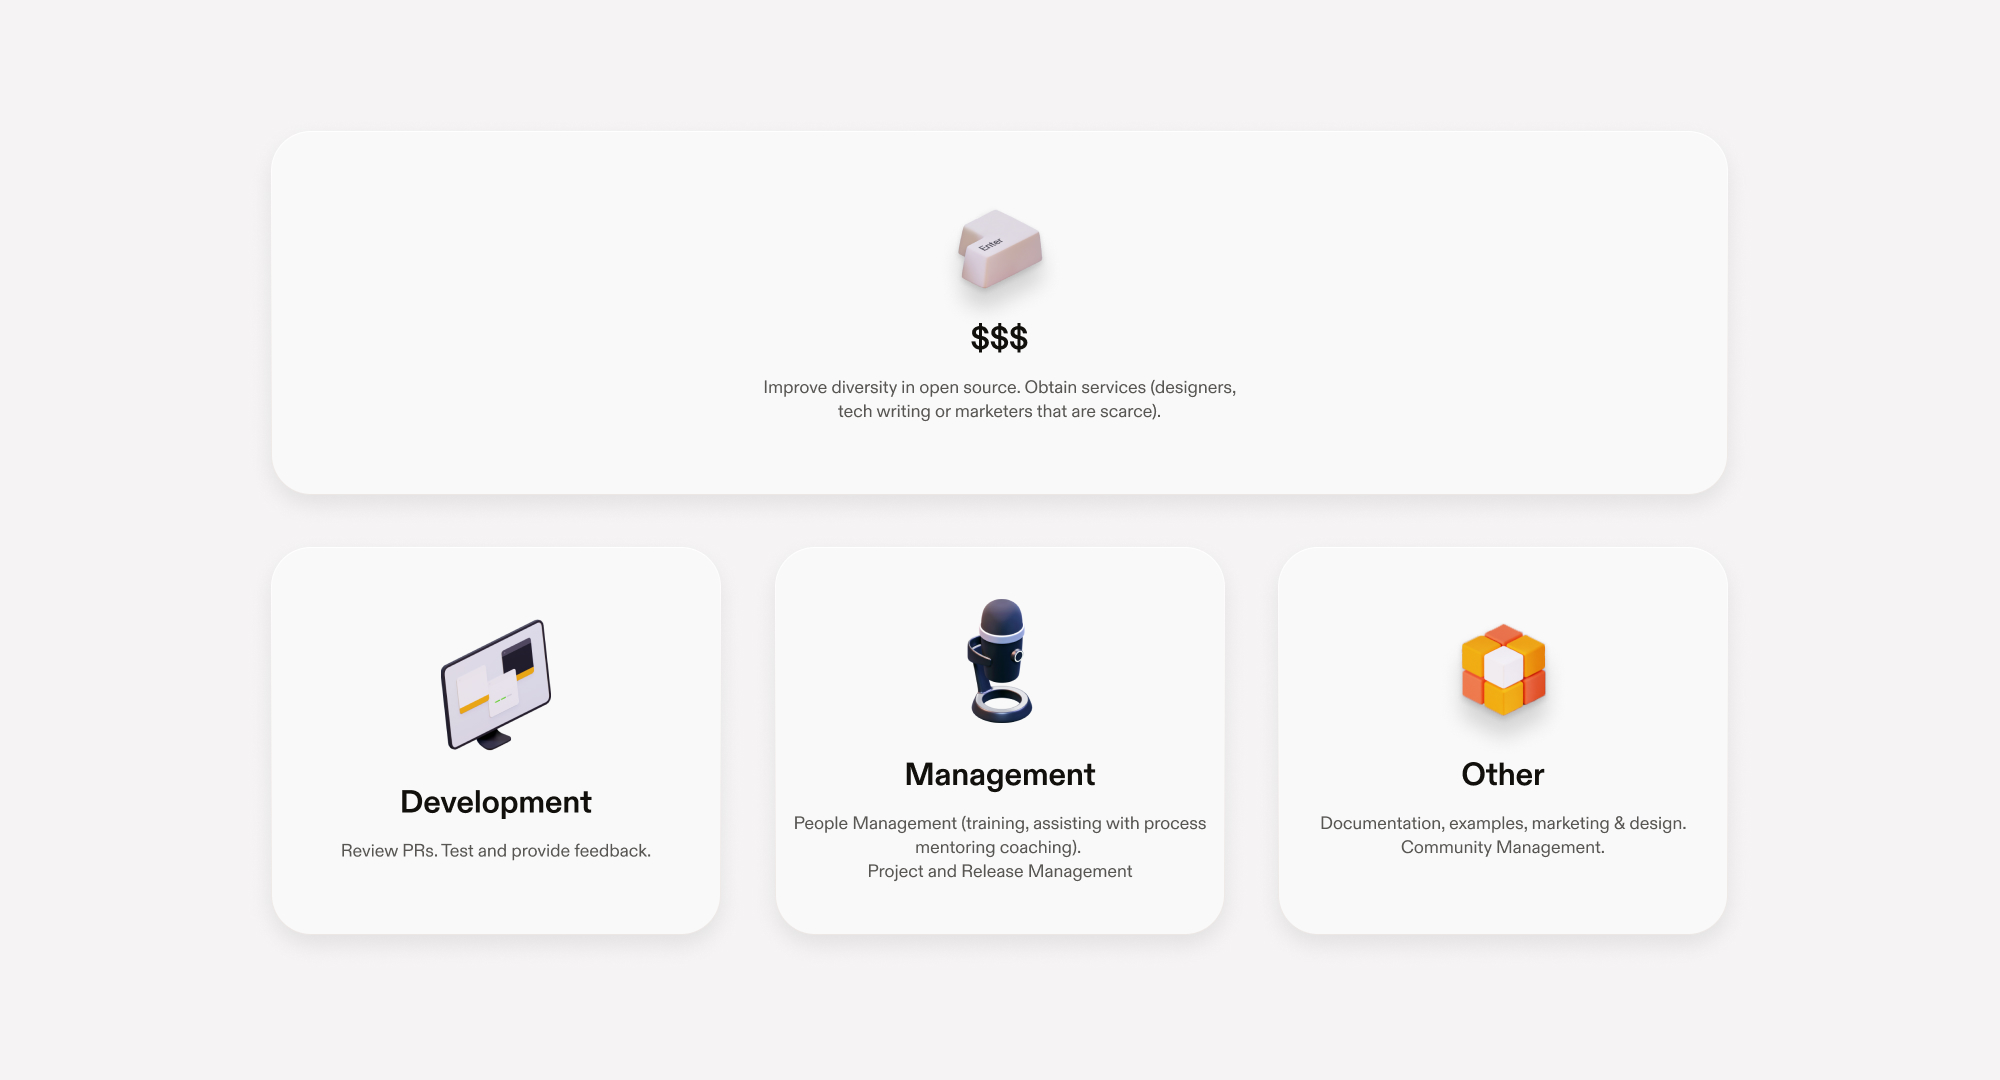 Enter
$$$
Improve diversity in open source. Obtain services (designers,
tech writing or marketers that are scarce).
Development
Review PRs. Test and provide feedback.
Management
People Management (training, assisting with process
mentoring coaching).
Project and Release Management
Other
Documentation, examples, marketing & design.
Community Management.